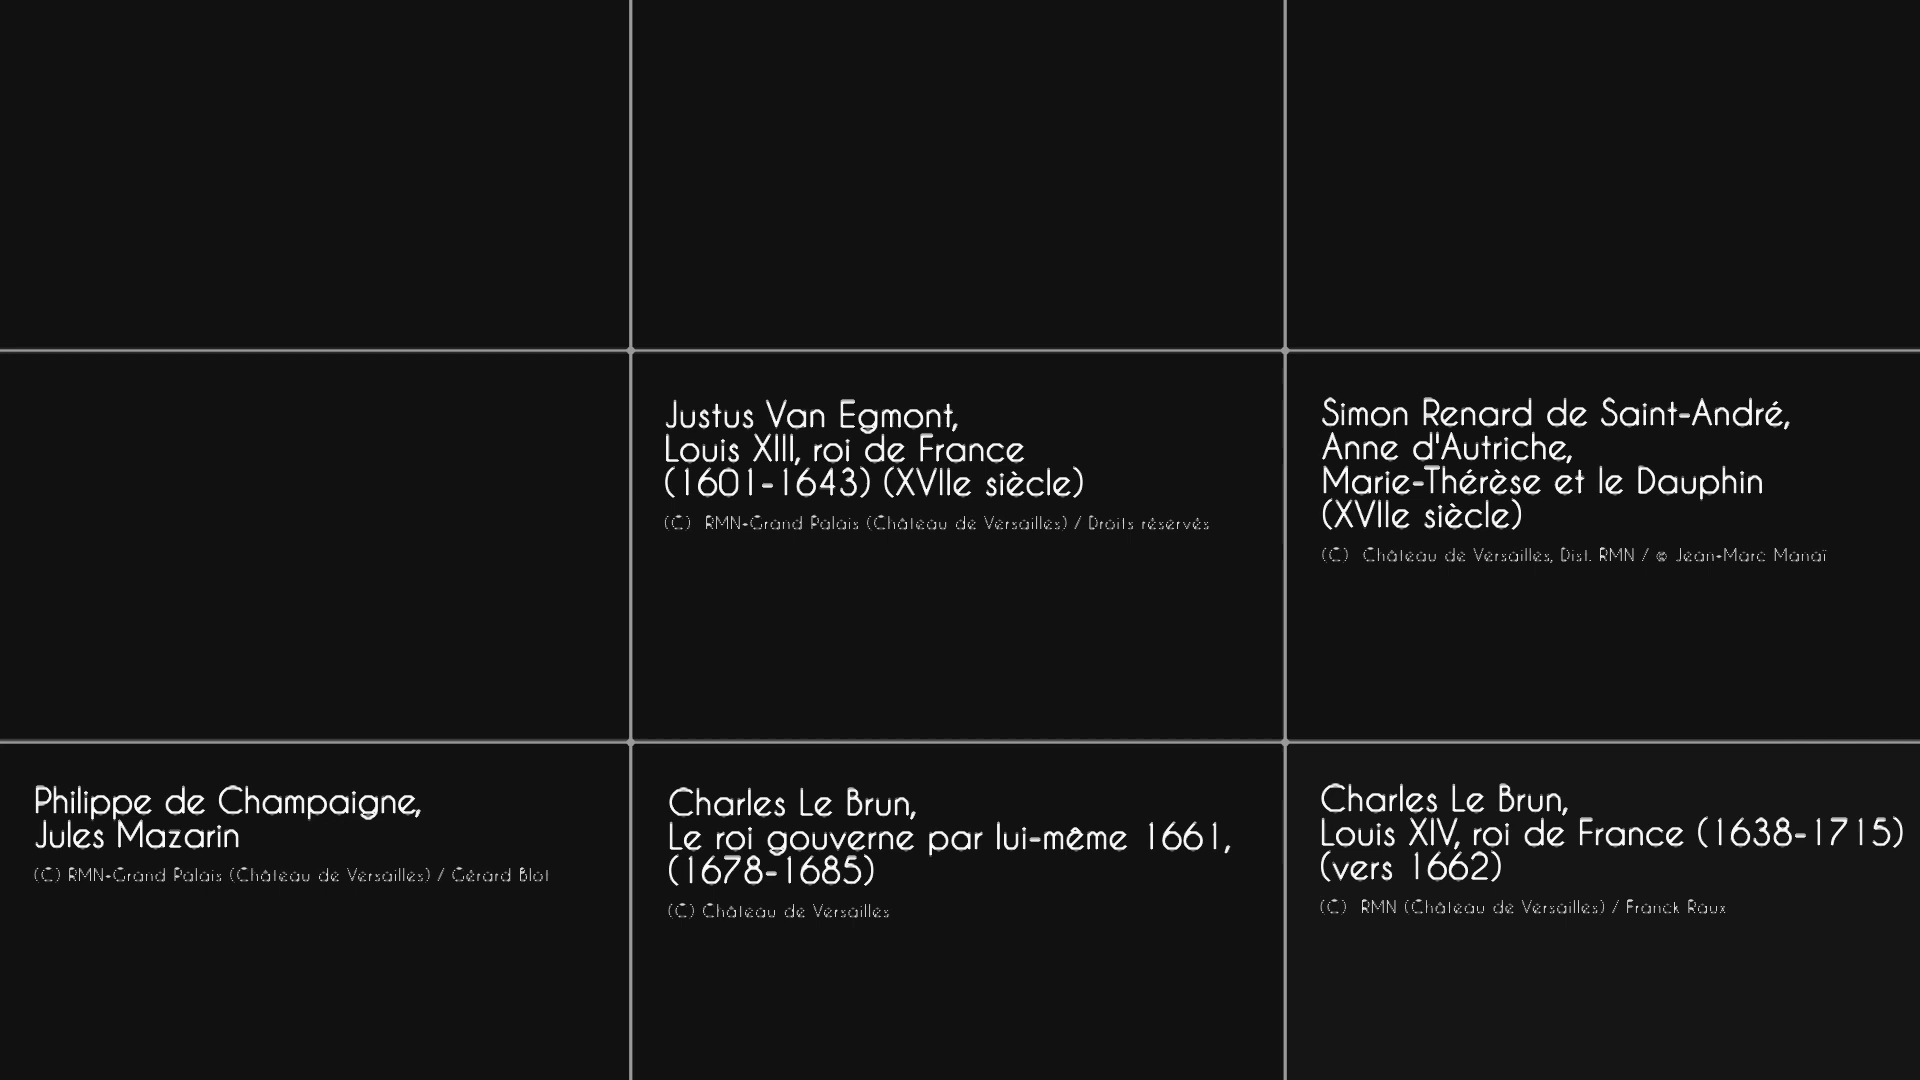 Justus Van Egmont,
Louis XIII, roi de France
(1601-1643) (XVIIe siècle)
(C) RMN-Grand Palais (Château de Versailles) / Droits réservés
Simon Renard de Saint-André,
Anne d'Autriche,
Marie-Thérèse et le Dauphin
(XVIIe siècle)
(C) Château de Versailles, Dist. RMN / © Jean-Marc Manaï
Philippe de Champaigne,
Jules Mazarin
(C) RMN-Grand Palais (Château de Versailles) / Gérard Blot
Charles Le Brun,
Le roi gouverne par lui-même 1661,
(1678-1685)
(C) Château de Versailles
Charles Le Brun,
Louis XIV, roi de France (1638-1715)
(vers 1662)
(C) RMN (Château de Versailles) / Franck Raux